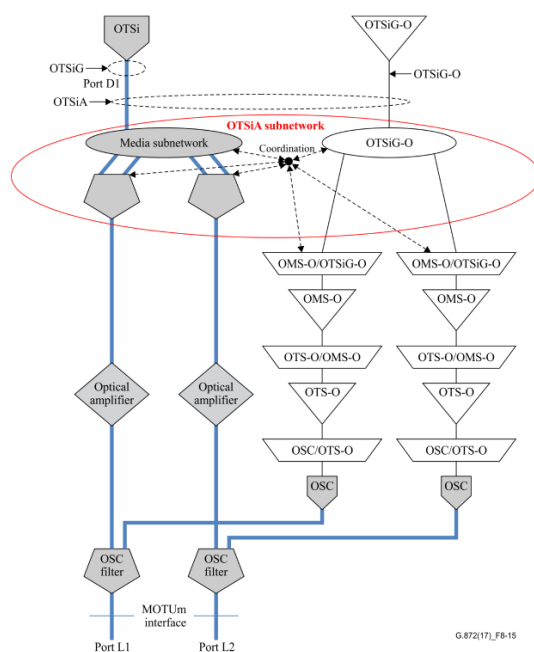 OTSi
OTSiG-O
OTSiG
Port D1
OTSiG-O
OTSiA
OTSiA subnetwork
Media subnetwork
Coordination
OTSiG-O
OMS-O/OTSiG-O
OMS-O/OTSiG-O
OMS-O
OMS-O
OTS-O/OMS-O
OTS-O/OMS-O
Optical
amplifier
Optical
amplifier
OTS-O
OTS-O
OSC/OTS-O
OSC/OTS-O
OSC
OSC
OSC
filter
OSC
filter
MOTUm
interface
Port L1
Port L2
G.872(17)_F8-15